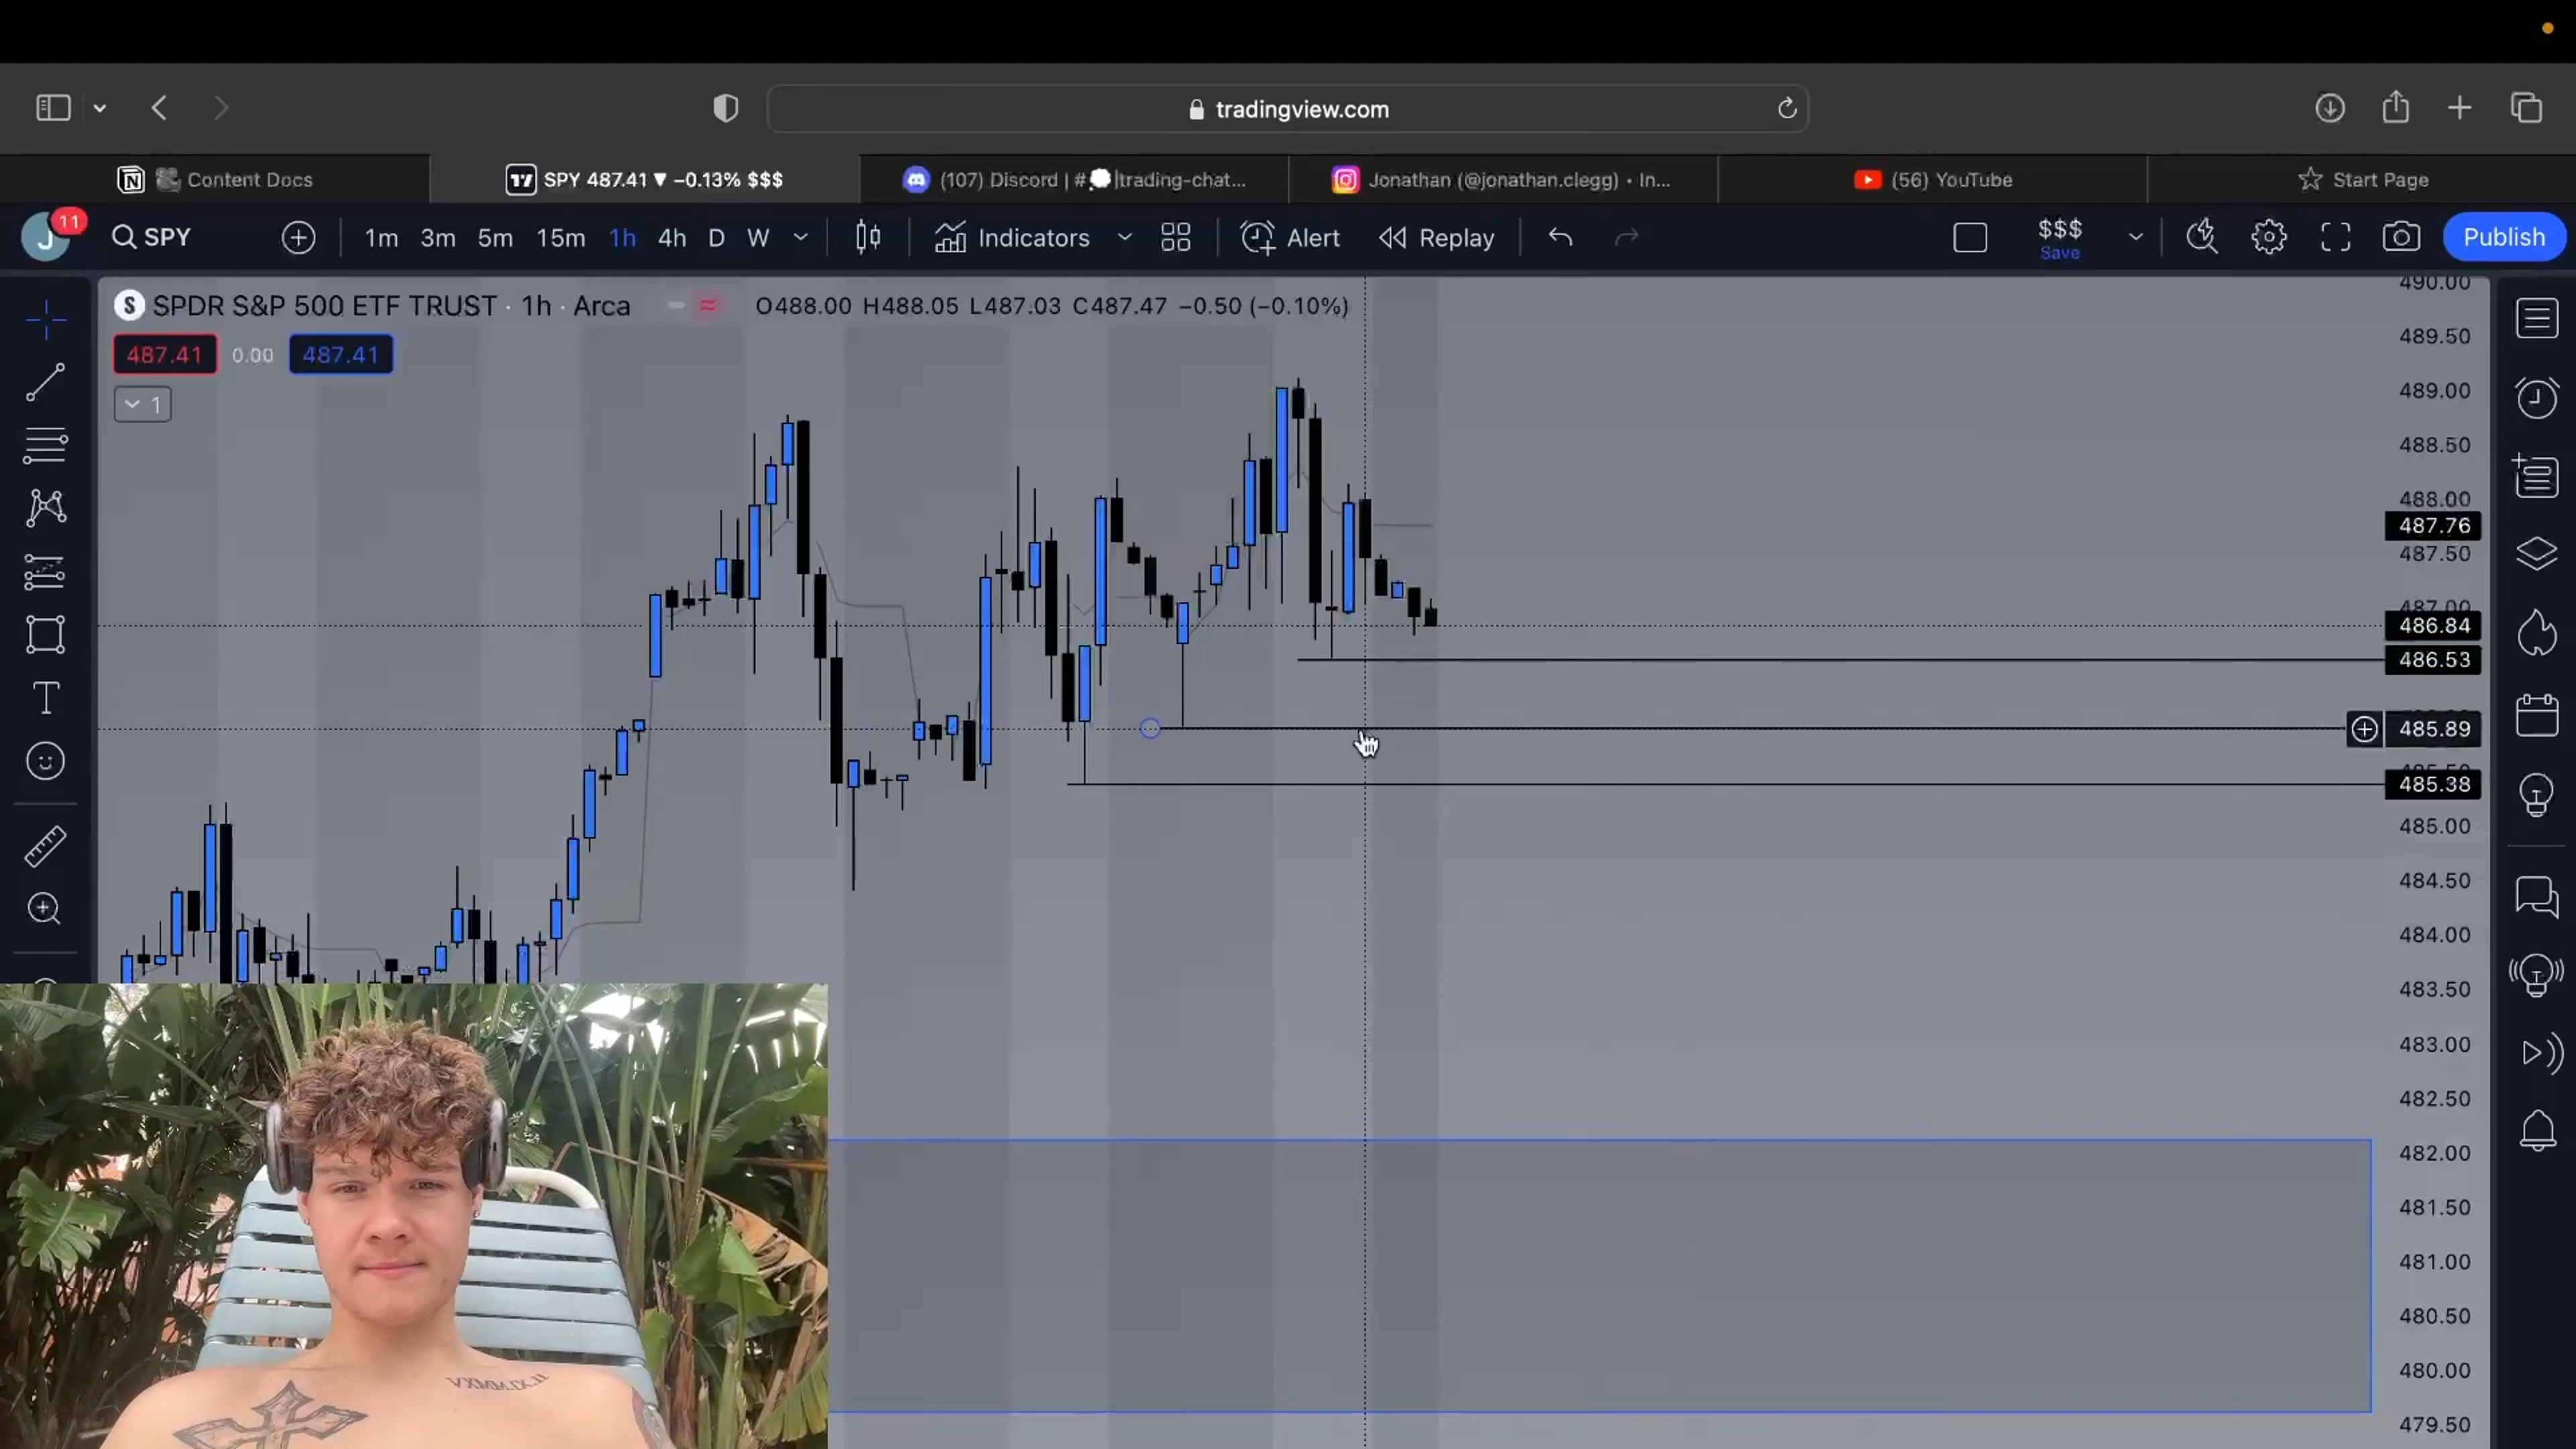 tradingview.com
Content Docs
SPY 487.41 ▼ −0.13% $$$
(107) Discord | # |trading-chat...
Jonathan (@jonathan.clegg) • In...
(56) YouTube
Start Page
J
11
SPY
1m
3m
5m
15m
1h
4h
D
W
Indicators
Alert
Replay
$$$
Save
Publish
S
SPDR S&P 500 ETF TRUST · 1h · Arca
O488.00 H488.05 L487.03 C487.47 −0.50 (−0.10%)
487.41
0.00
487.41
1
490.00
489.50
489.00
488.50
488.00
487.76
487.50
487.00
486.84
486.53
485.89
485.50
485.38
485.00
484.50
484.00
483.50
483.00
482.50
482.00
481.50
481.00
480.50
480.00
479.50